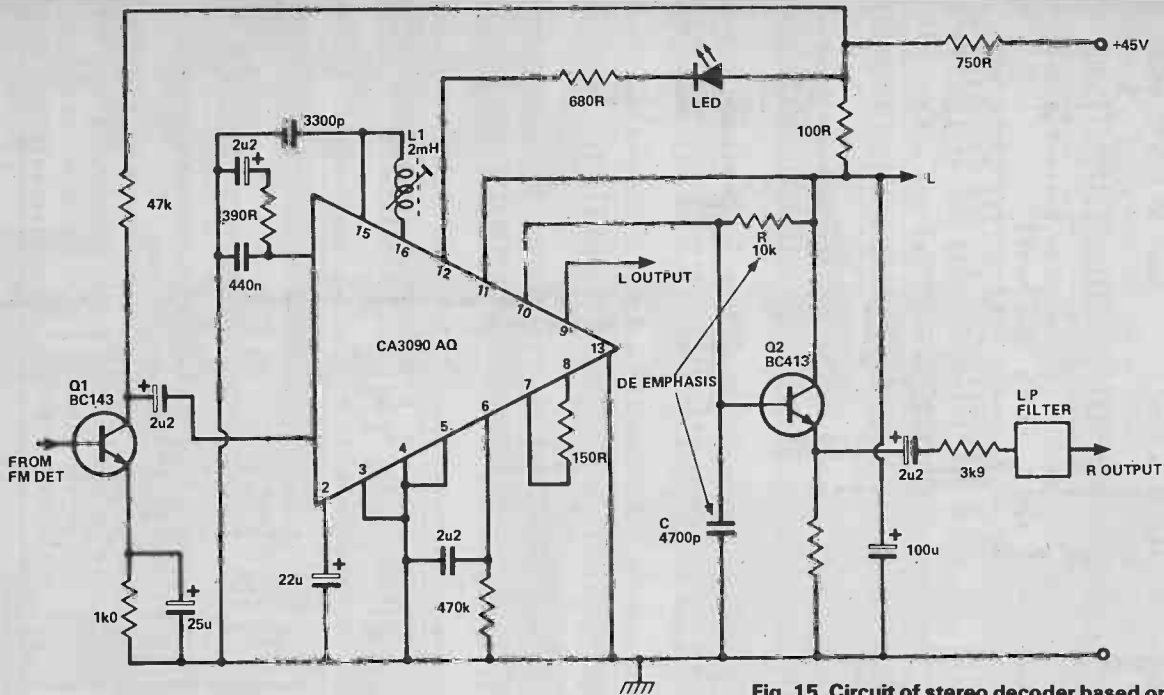 +45V
750R
680R
LED
100R
3300p
L1
2mH
2u2
+
390R
440n
47k
15
16
12
11
10
9
13
L
R
10k
L OUTPUT
CA3090 AQ
DE EMPHASIS
Q2
BC413
8
7
6
5
4
3
2
150R
Q1
BC143
+
2u2
FROM
FM DET
+
2u2
3k9
L P
FILTER
R OUTPUT
C
4700p
+
100u
2u2
470k
22u
+
1k0
+
25u
Fig. 15. Circuit of stereo decoder based o